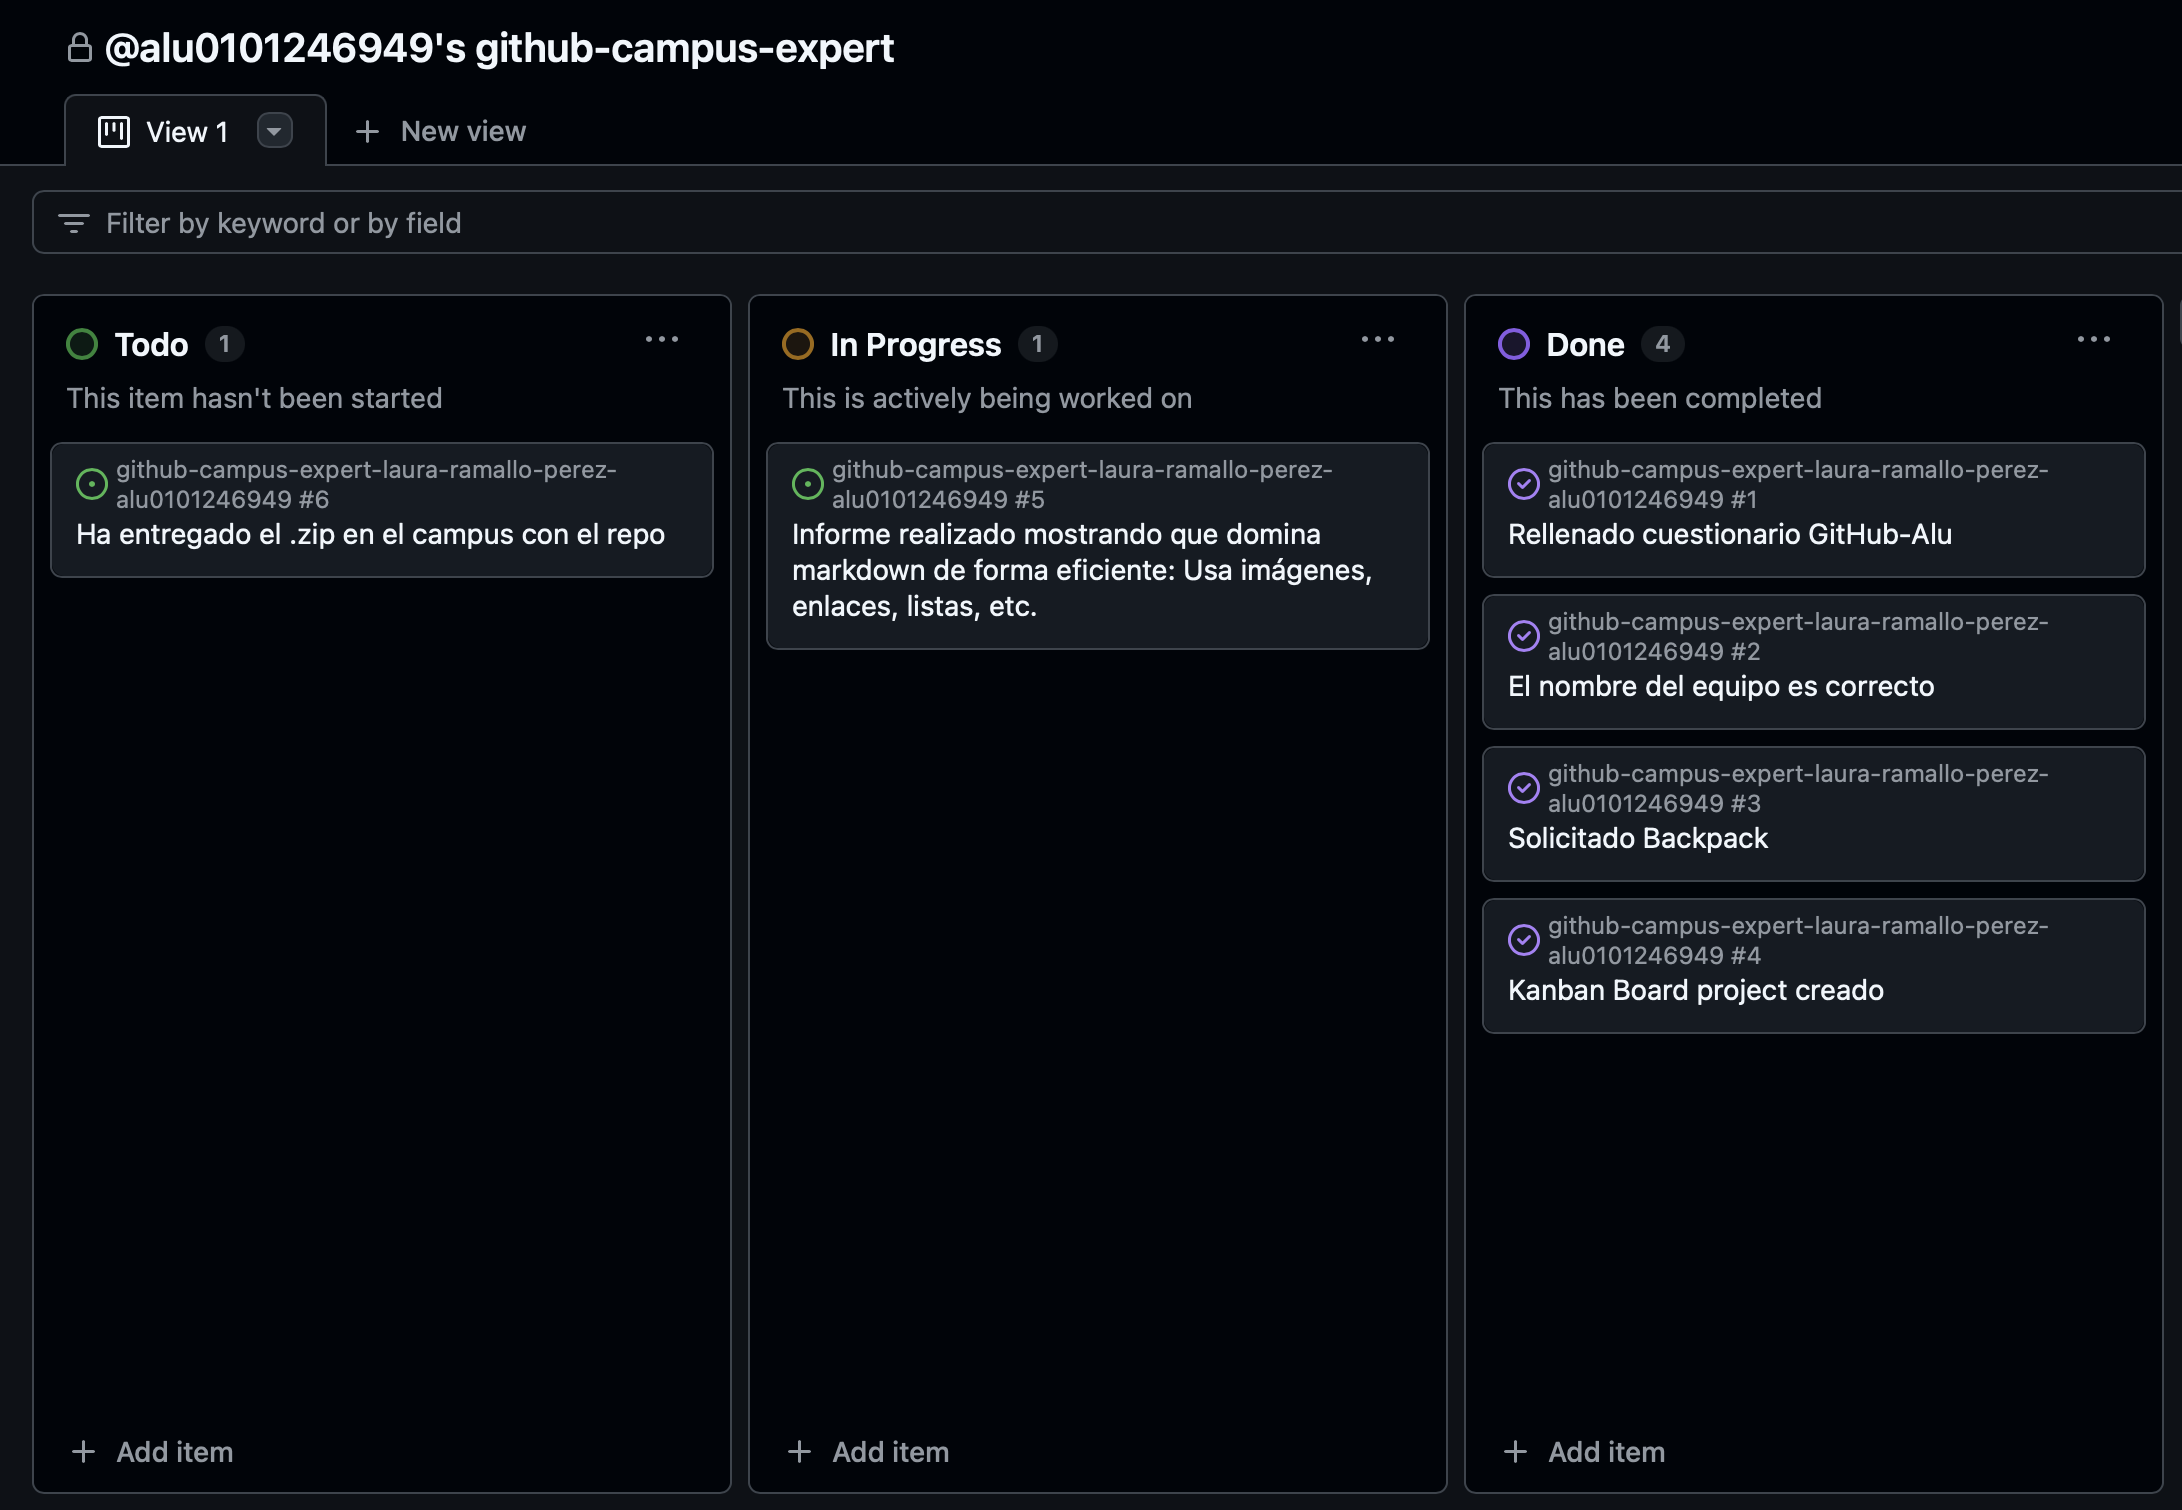 @alu0101246949's github-campus-expert
View 1
New view
Filter by keyword or by field
Todo 1
This item hasn't been started
github-campus-expert-laura-ramallo-perez-
alu0101246949 #6
Ha entregado el .zip en el campus con el repo
Add item
In Progress 1
This is actively being worked on
github-campus-expert-laura-ramallo-perez-
alu0101246949 #5
Informe realizado mostrando que domina
markdown de forma eficiente: Usa imágenes,
enlaces, listas, etc.
Add item
Done 4
This has been completed
github-campus-expert-laura-ramallo-perez-
alu0101246949 #1
Rellenado cuestionario GitHub-Alu
github-campus-expert-laura-ramallo-perez-
alu0101246949 #2
El nombre del equipo es correcto
github-campus-expert-laura-ramallo-perez-
alu0101246949 #3
Solicitado Backpack
github-campus-expert-laura-ramallo-perez-
alu0101246949 #4
Kanban Board project creado
Add item